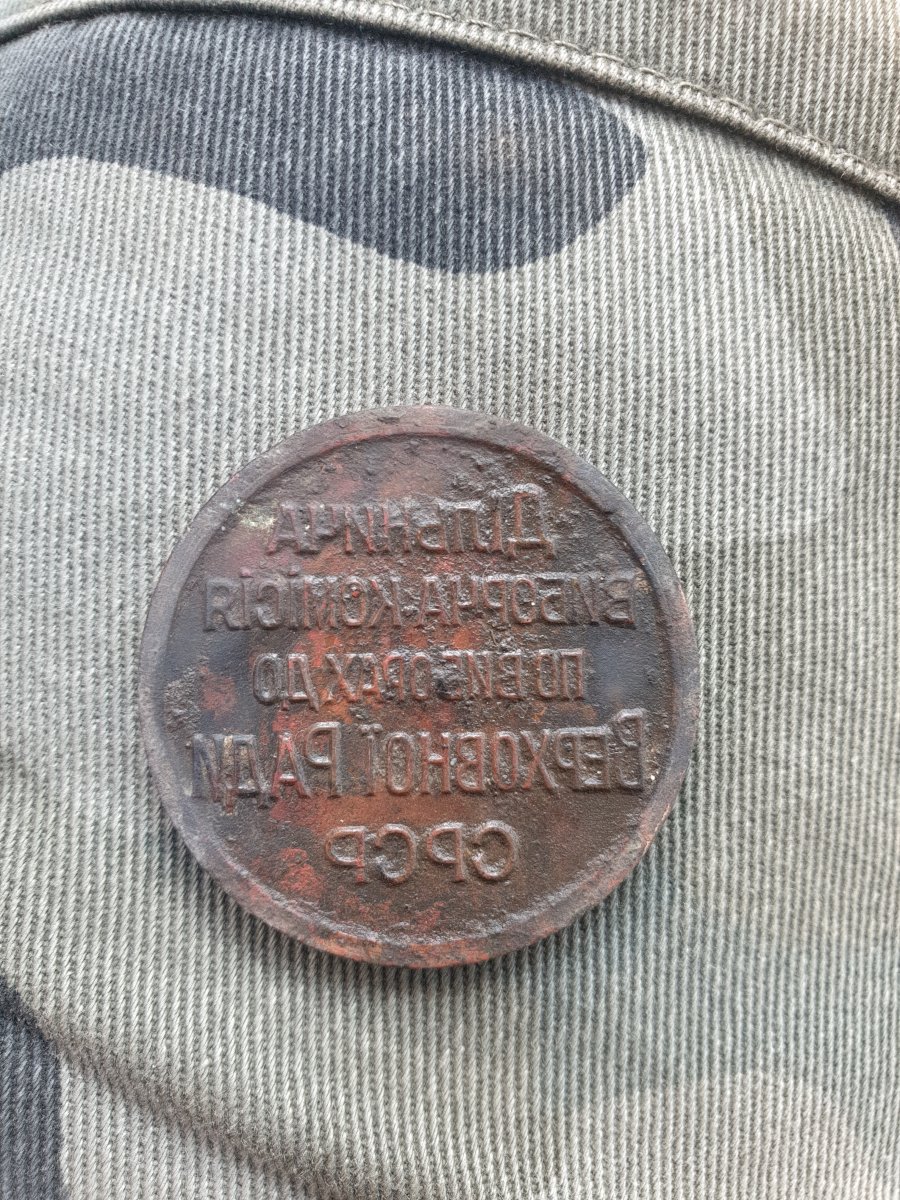 Дільнича
виборча комісія
по виборах до
Верховної Ради
СРСР